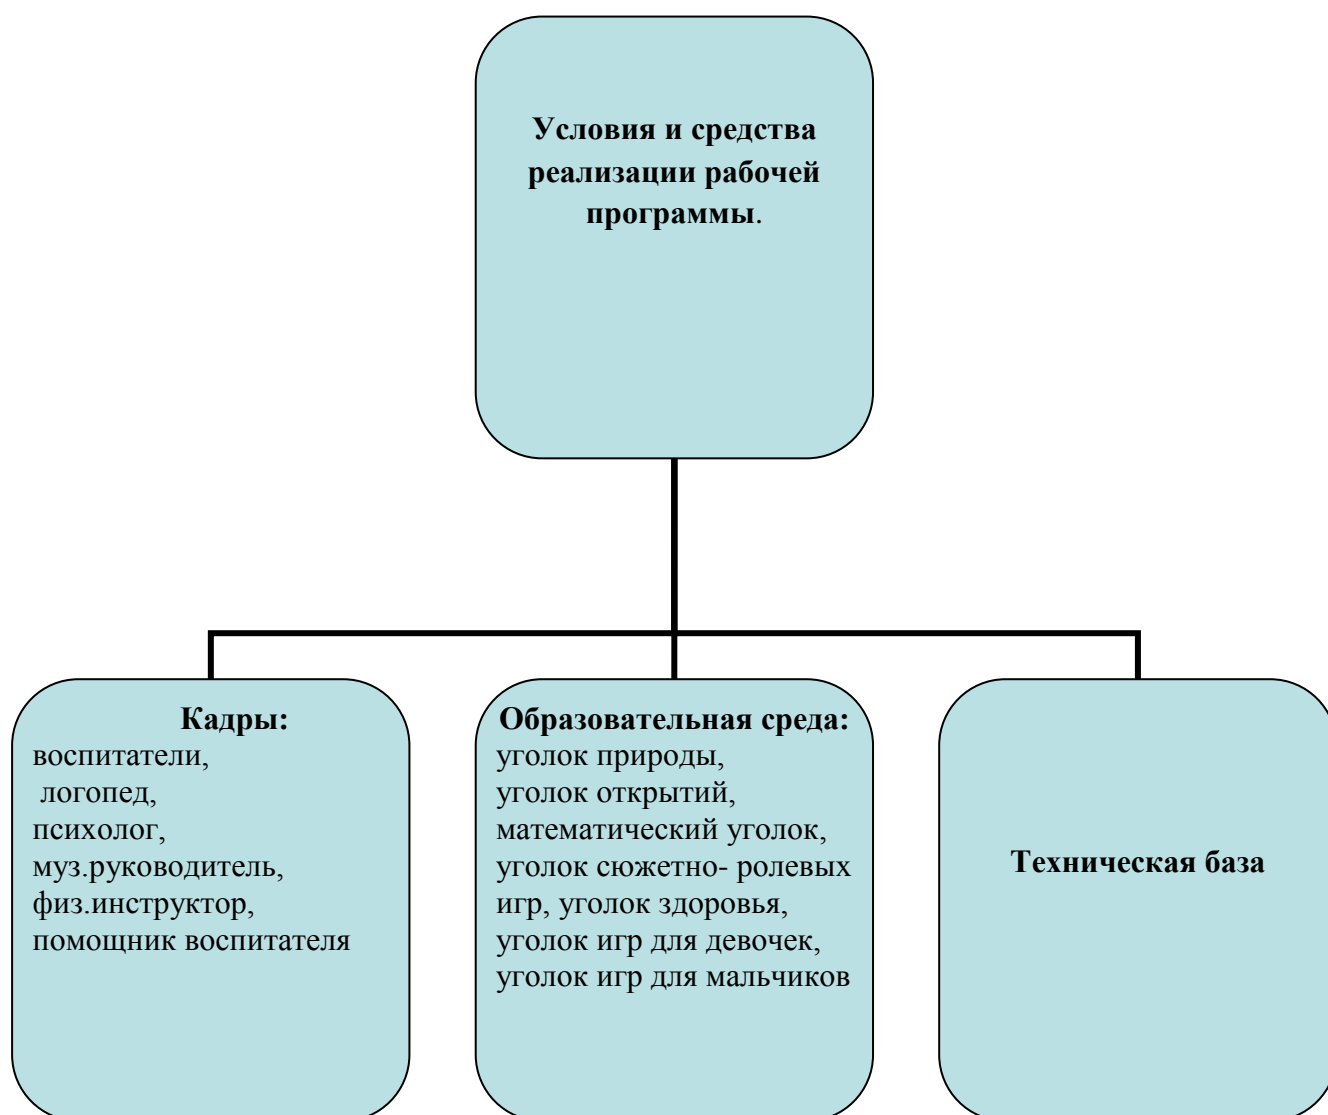 Условия и средства
реализации рабочей
программы.
Кадры:
воспитатели,
логопед,
психолог,
муз.руководитель,
физ.инструктор,
помощник воспитателя
Образовательная среда:
уголок природы,
уголок открытий,
математический уголок,
уголок сюжетно- ролевых
игр, уголок здоровья,
уголок игр для девочек,
уголок игр для мальчиков
Техническая база